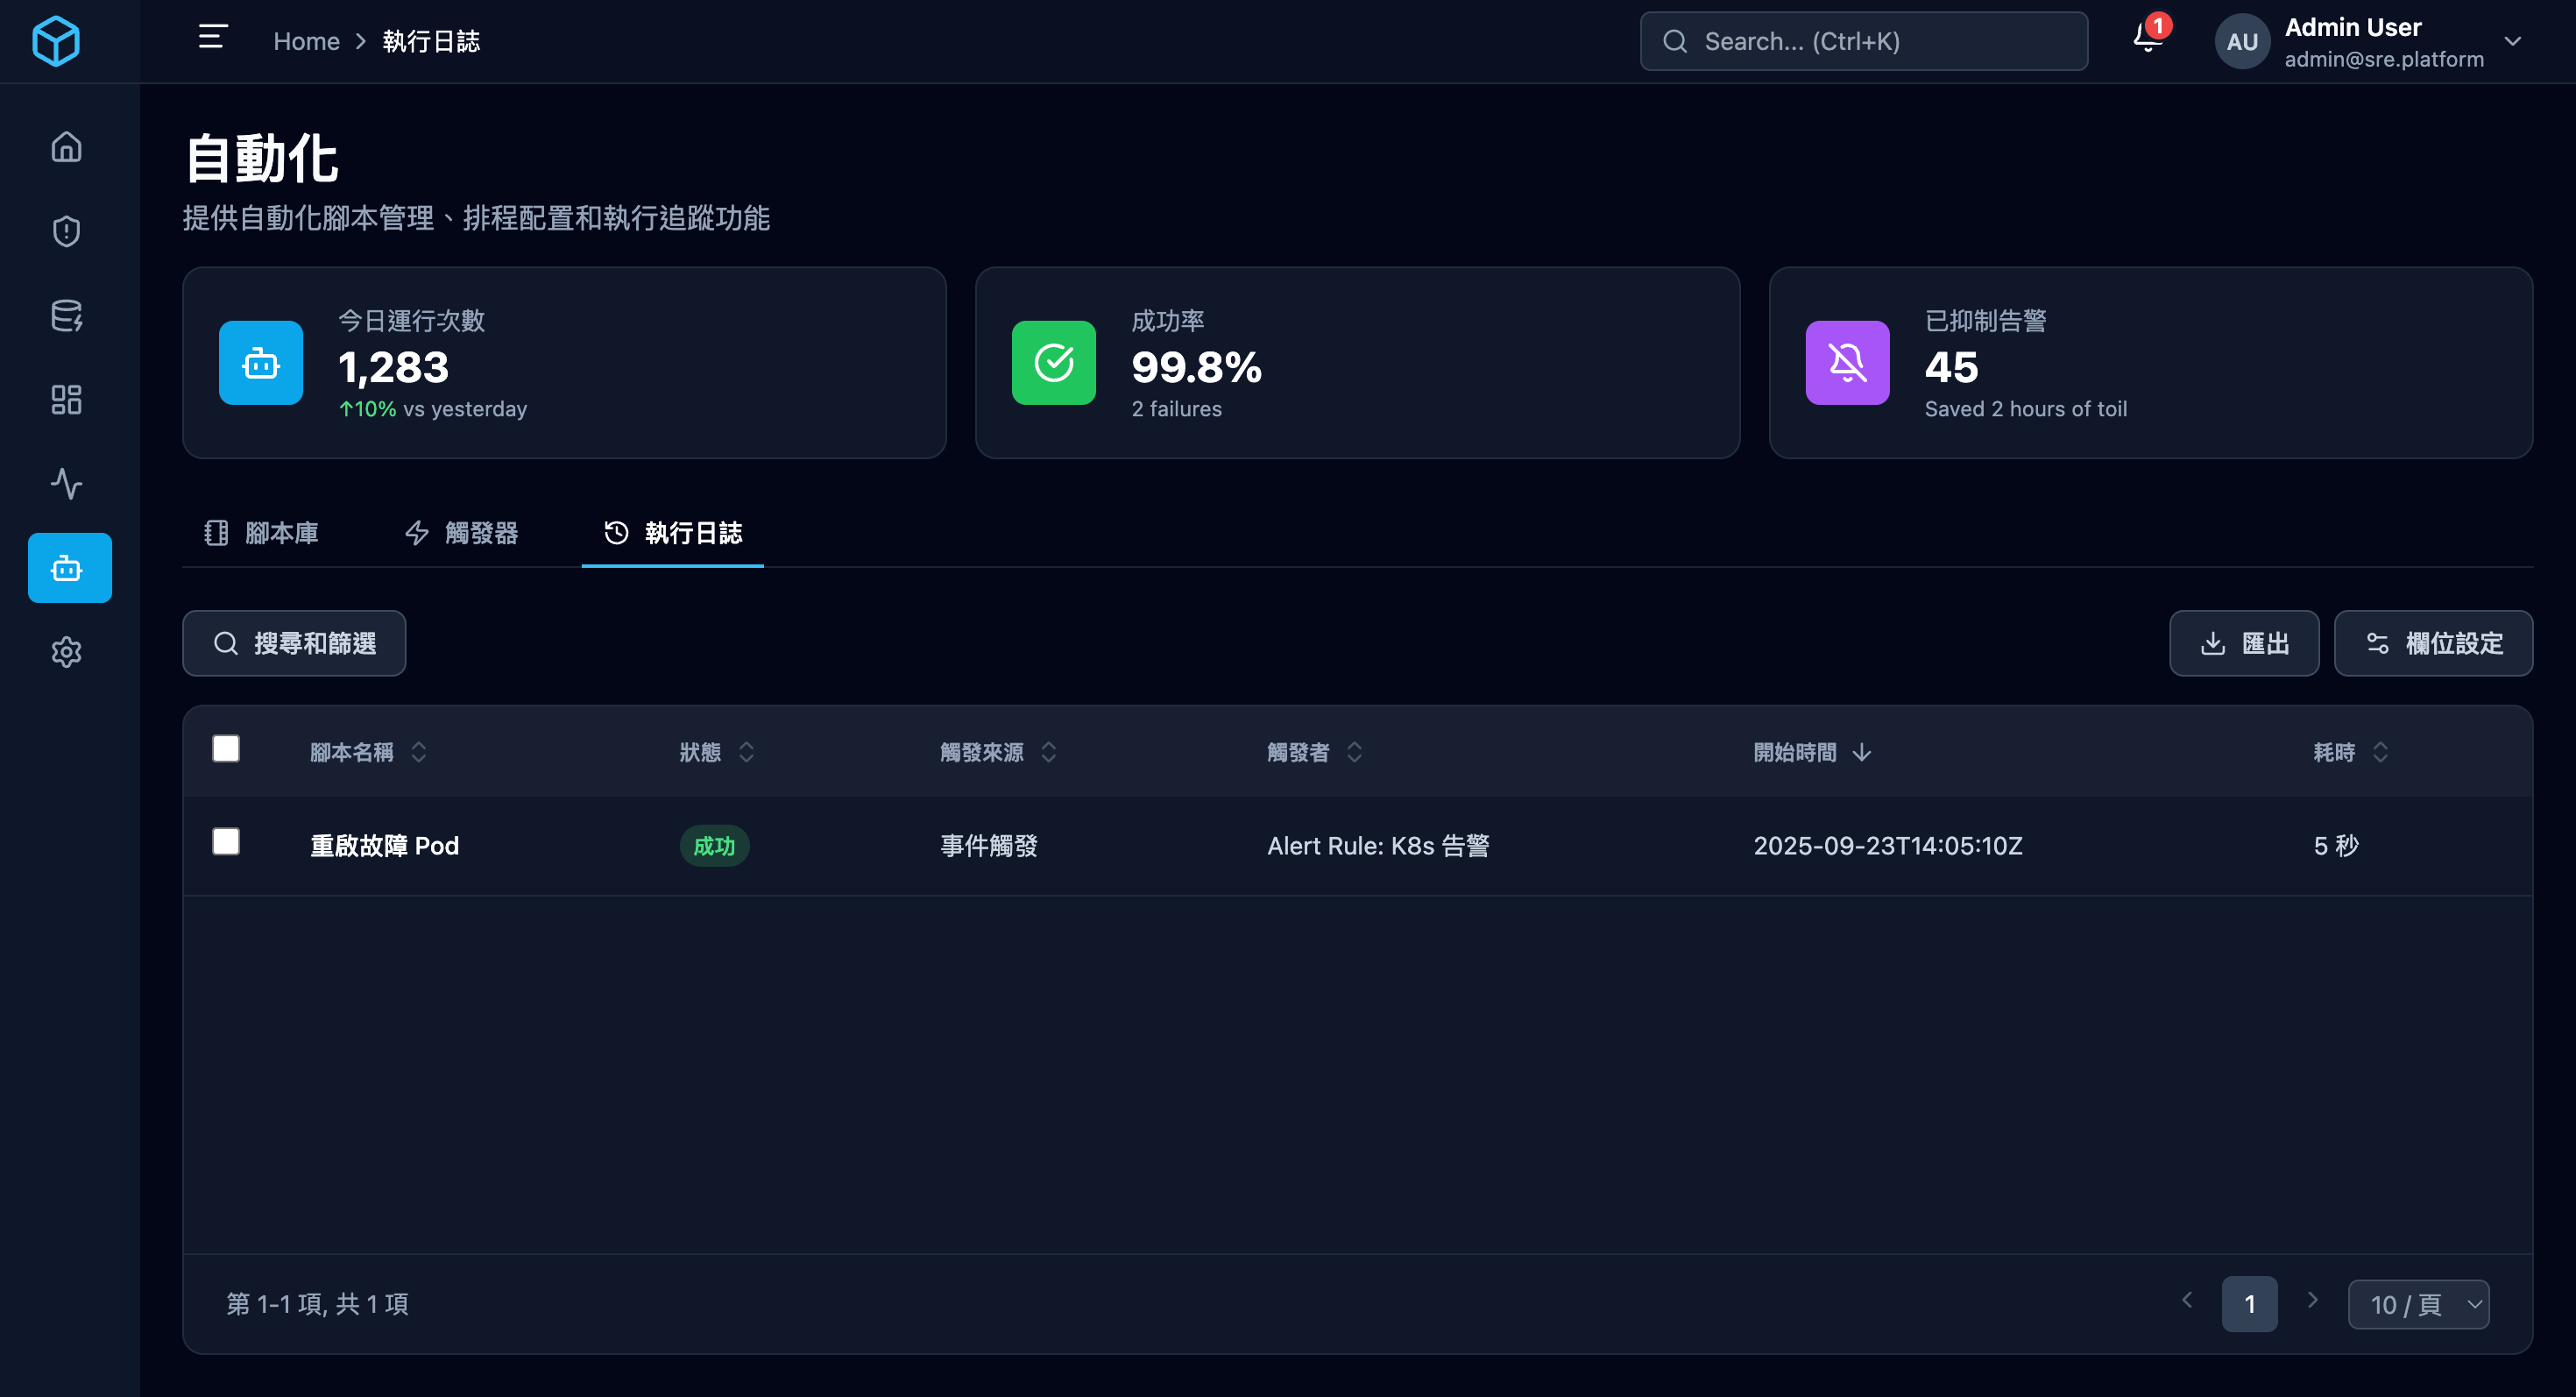 Home > 執行日誌
Search... (Ctrl+K)
1
AU
Admin User
admin@sre.platform
自動化
提供自動化腳本管理、排程配置和執行追蹤功能
今日運行次數
1,283
↑10% vs yesterday
成功率
99.8%
2 failures
已抑制告警
45
Saved 2 hours of toil
腳本庫 觸發器 執行日誌
搜尋和篩選 匯出 欄位設定
腳本名稱 狀態 觸發來源 觸發者 開始時間 耗時
重啟故障 Pod 成功 事件觸發 Alert Rule: K8s 告警 2025-09-23T14:05:10Z 5 秒
第 1-1 項, 共 1 項 1 10 / 頁